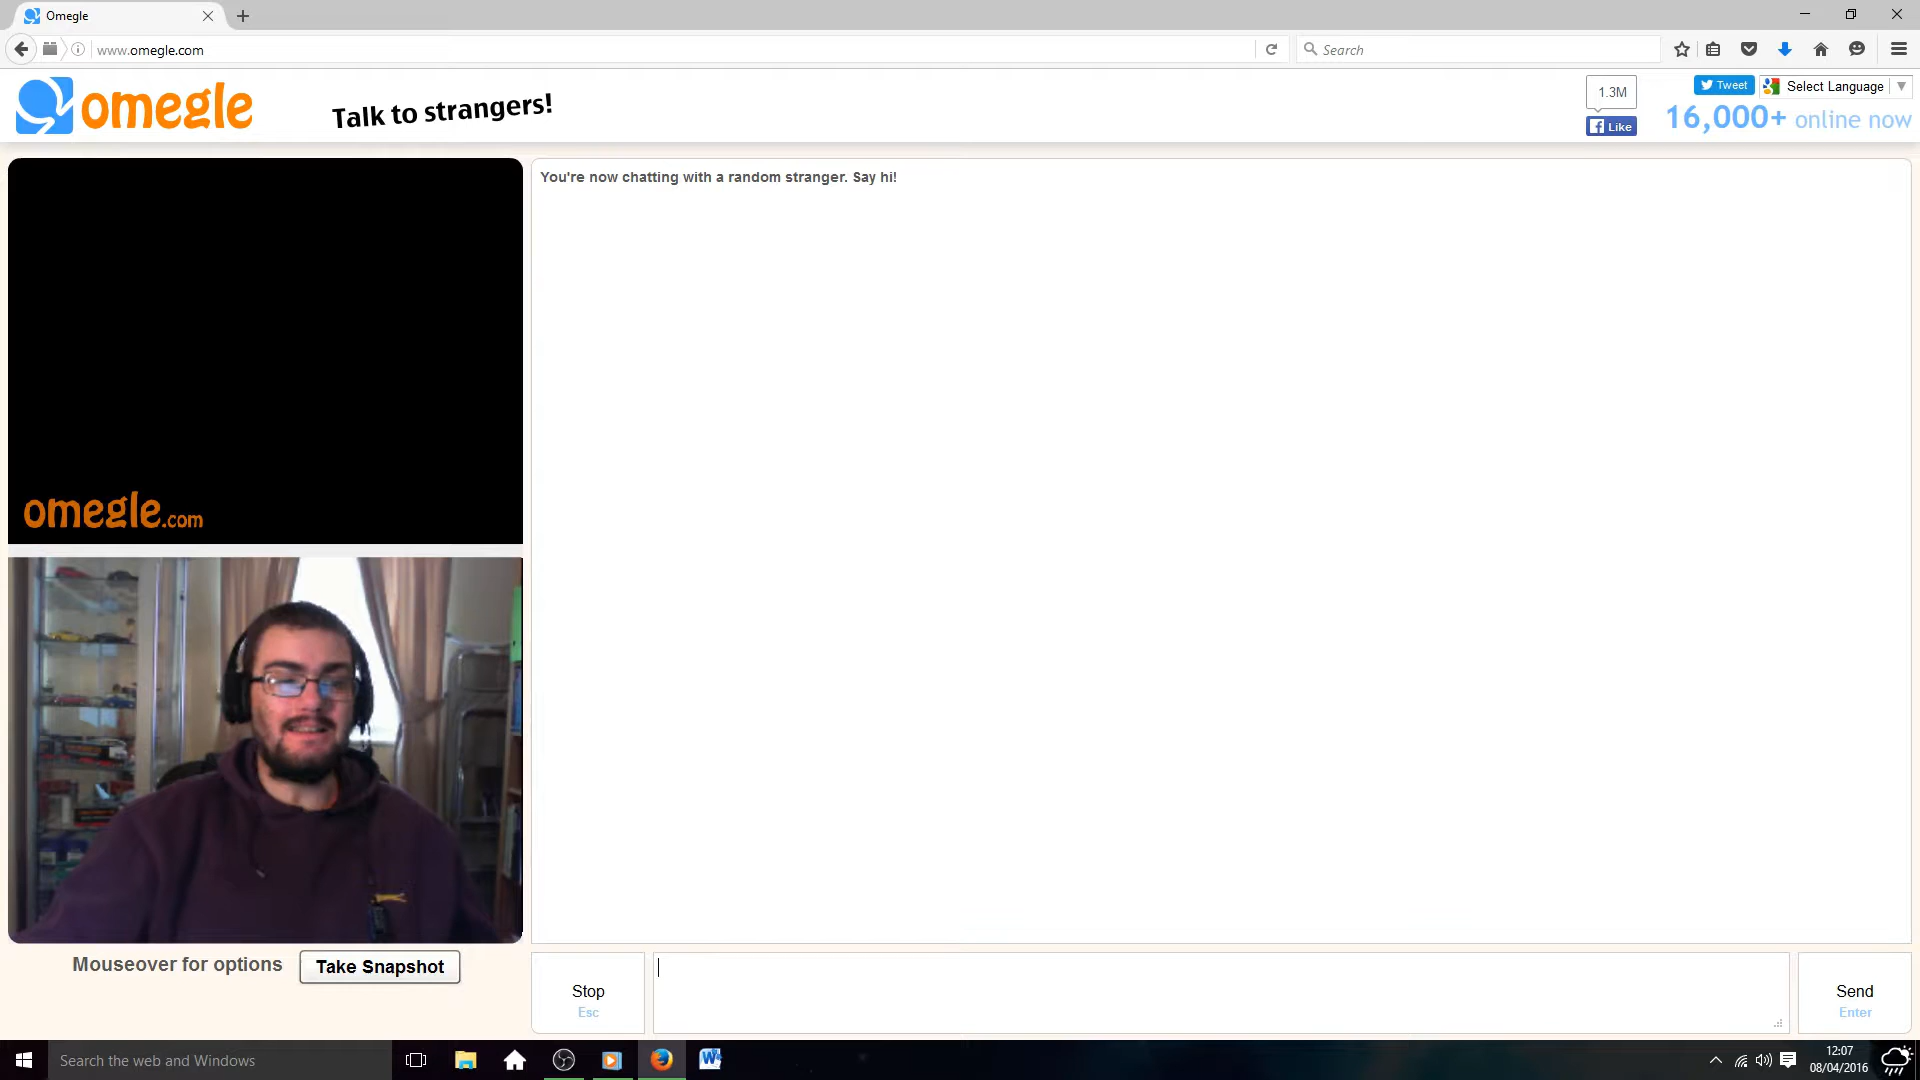 Omegle
www.omegle.com
Search
omegle
Talk to strangers!
1.3M
Like
Tweet
Select Language
16,000+ online now
You're now chatting with a random stranger. Say hi!
omegle.com
Mouseover for options
Take Snapshot
Stop
Esc
Send
Enter
Search the web and Windows
12:07
08/04/2016